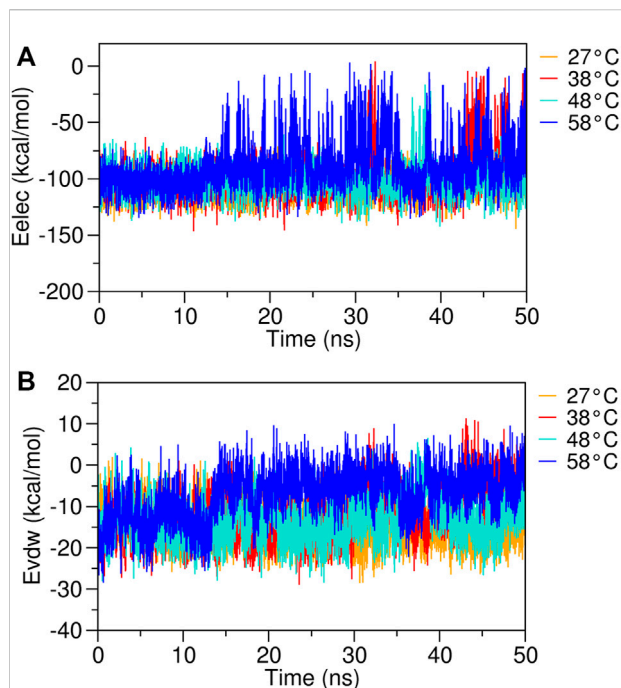 A
0
-50
-100
-150
-200
Eelec (kcal/mol)
0 10 20 30 40 50
Time (ns)
27°C
38°C
48°C
58°C
B
20
10
0
-10
-20
-30
-40
Evdw (kcal/mol)
0 10 20 30 40 50
Time (ns)
27°C
38°C
48°C
58°C